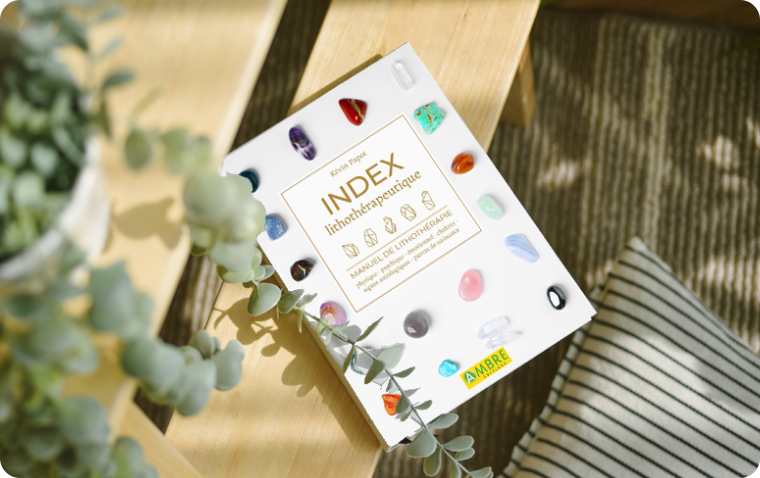 Kévin Papot
INDEX
lithothérapeutique
MANUEL DE LITHOTHÉRAPIE
physique - psychique - émotionnel - chakras -
signes astrologiques - pierres de naissance
AMBRE